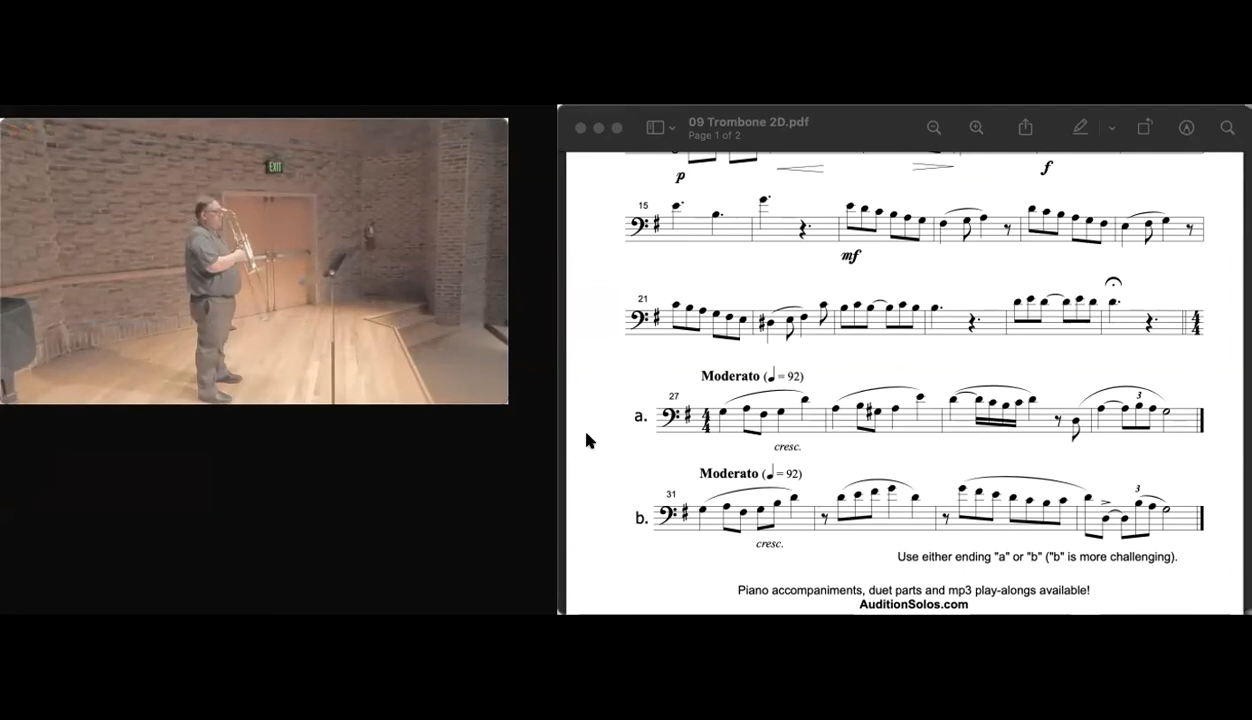 EXIT
09 Trombone 2D.pdf
Page 1 of 2
p
f
15
mf
21
Moderato (♩ = 92)
27
a.
3
cresc.
Moderato (♩ = 92)
31
b.
3
cresc.
Use either ending "a" or "b" ("b" is more challenging).
Piano accompaniments, duet parts and mp3 play-alongs available!
AuditionSolos.com